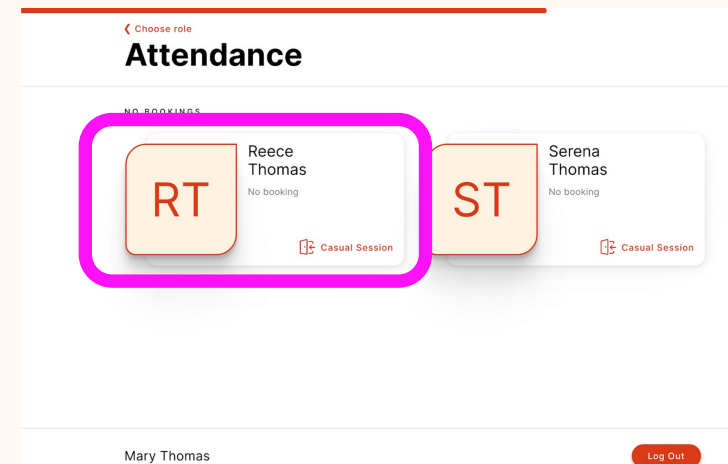 ❮ Choose role
Attendance
NO BOOKINGS
RT
Reece
Thomas
No booking
Casual Session
ST
Serena
Thomas
No booking
Casual Session
Mary Thomas
Log Out